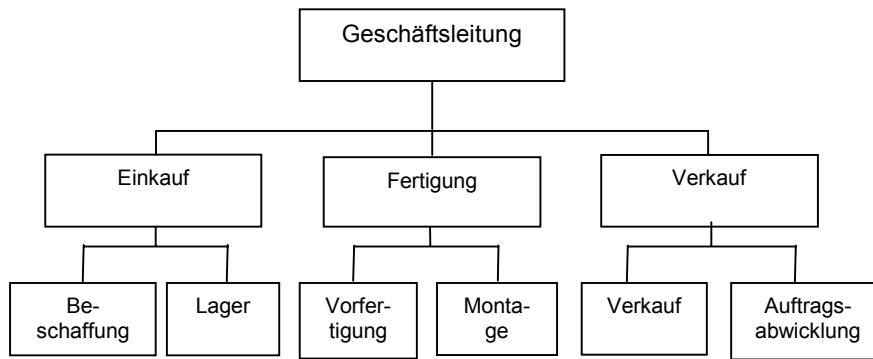 Geschäftsleitung
Einkauf
Fertigung
Verkauf
Be-
schaffung
Lager
Vorfer-
tigung
Monta-
ge
Verkauf
Auftrags-
abwicklung